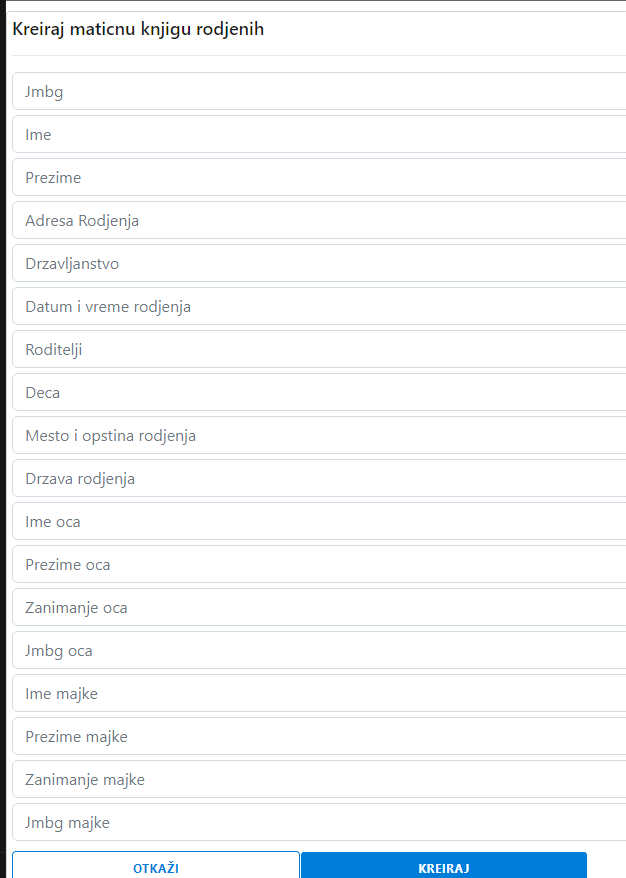 Kreiraj maticnu knjigu rodjenih
Jmbg
Ime
Prezime
Adresa Rodjenja
Drzavljanstvo
Datum i vreme rodjenja
Roditelji
Deca
Mesto i opstina rodjenja
Drzava rodjenja
Ime oca
Prezime oca
Zanimanje oca
Jmbg oca
Ime majke
Prezime majke
Zanimanje majke
Jmbg majke
OTKAŽI KREIRAJ